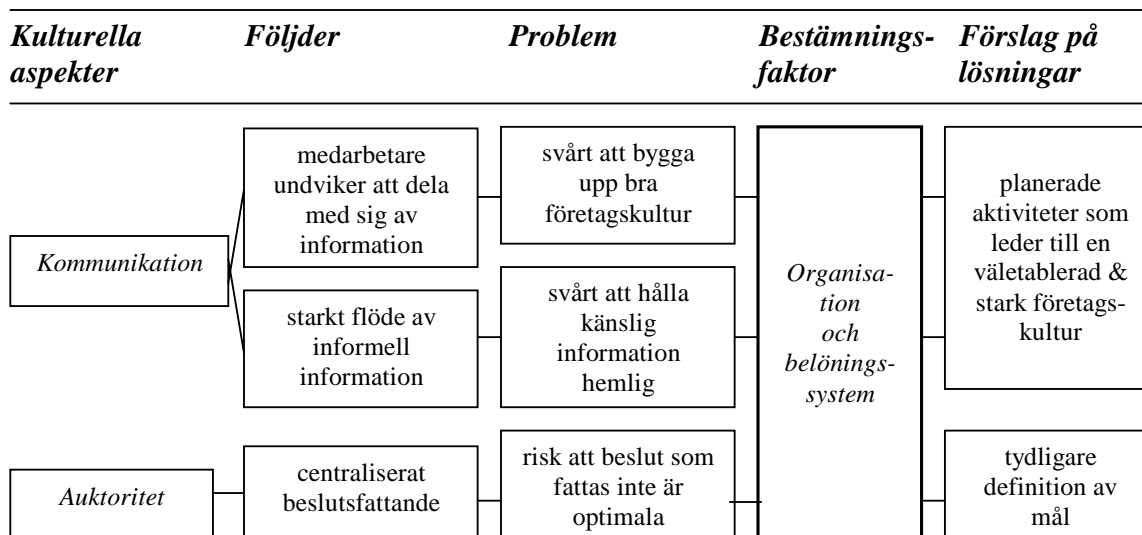 Kulturella
aspekter
Följder
Problem
Bestämnings-
faktor
Förslag på
lösningar
Kommunikation
medarbetare
undviker att dela
med sig av
information
svårt att bygga
upp bra
företagskultur
starkt flöde av
informell
information
svårt att hålla
känslig
information
hemlig
Organisa-
tion
och
belönings-
system
planerade
aktiviteter som
leder till en
väletablerad &
stark företags-
kultur
Auktoritet
centraliserat
beslutsfattande
risk att beslut som
fattas inte är
optimala
tydligare
definition av
mål